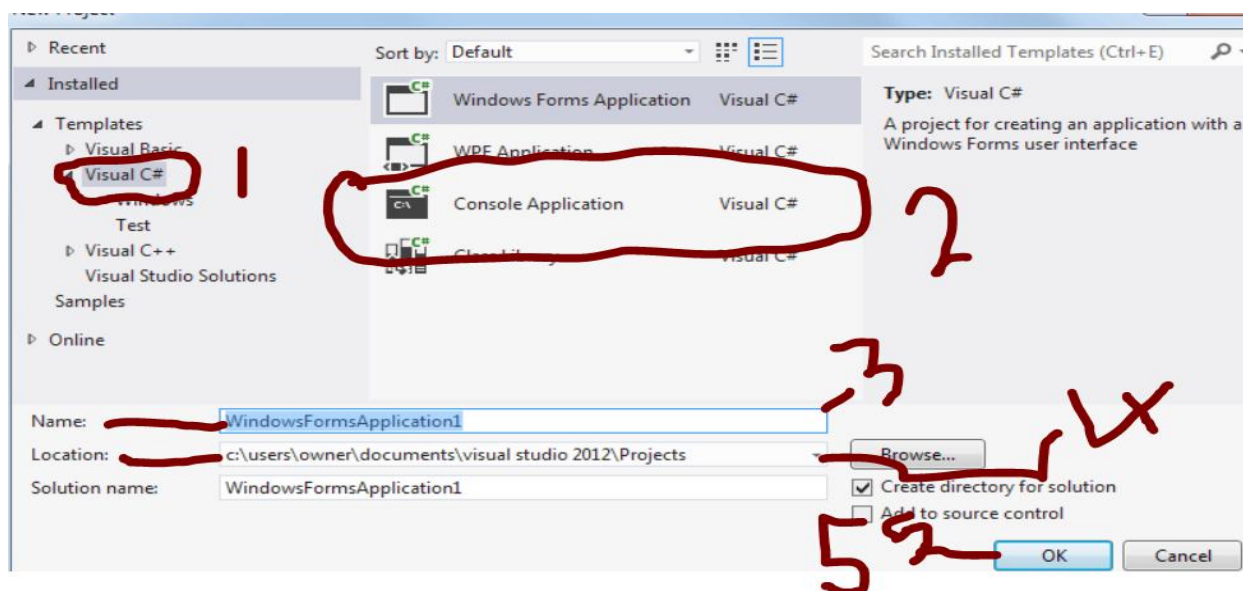 New Project
Recent
Installed
Templates
Visual Basic
Visual C#
Windows
Test
Visual C++
Visual Studio Solutions
Samples
Online
Sort by: Default
Windows Forms Application Visual C#
WPF Application Visual C#
Console Application Visual C#
Class Library Visual C#
Search Installed Templates (Ctrl+E)
Type: Visual C#
A project for creating an application with a
Windows Forms user interface
1
2
3
Name: WindowsFormsApplication1
Location: c:\users\owner\documents\visual studio 2012\Projects
Browse...
4
Solution name: WindowsFormsApplication1
Create directory for solution
Add to source control
5
OK Cancel